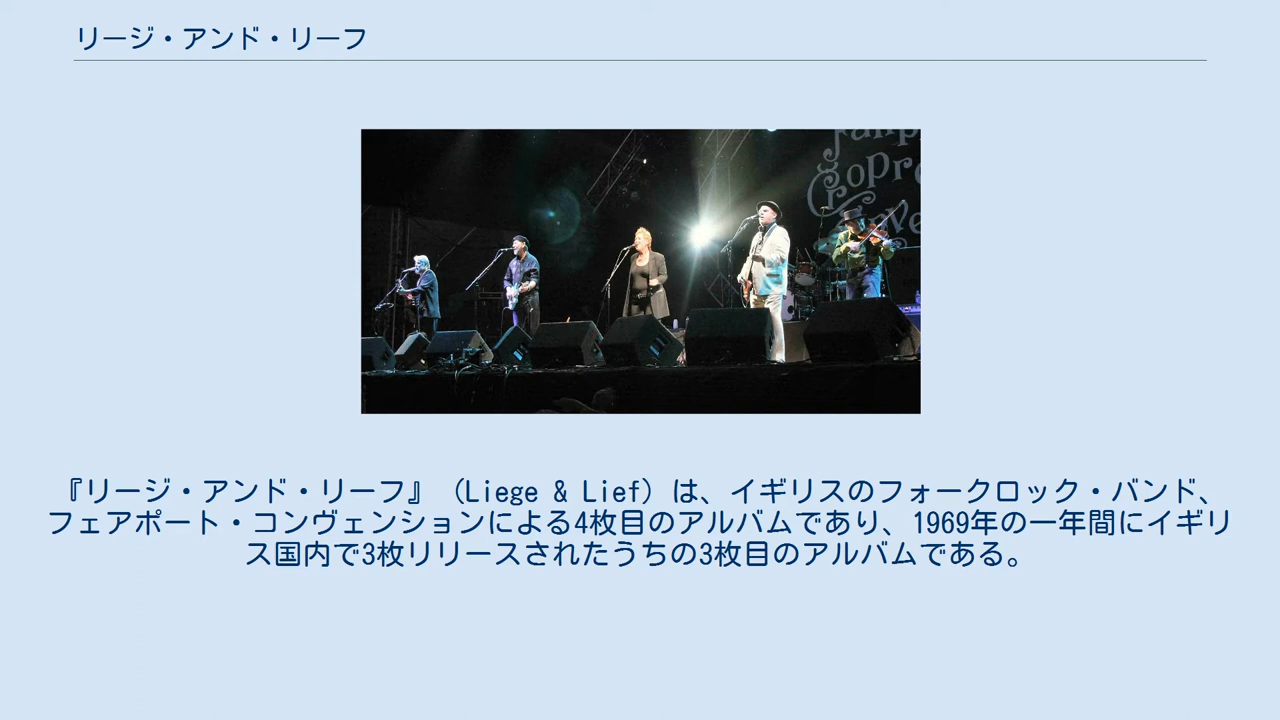 リージ・アンド・リーフ
『リージ・アンド・リーフ』（Liege & Lief）は、イギリスのフォークロック・バンド、
フェアポート・コンヴェンションによる4枚目のアルバムであり、1969年の一年間にイギリ
ス国内で3枚リリースされたうちの3枚目のアルバムである。